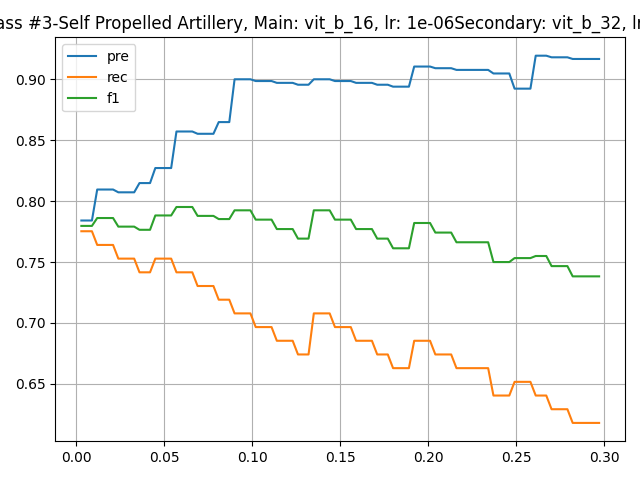 ass #3-Self Propelled Artillery, Main: vit_b_16, lr: 1e-06Secondary: vit_b_32, lr
pre
rec
f1
0.90
0.85
0.80
0.75
0.70
0.65
0.00 0.05 0.10 0.15 0.20 0.25 0.30